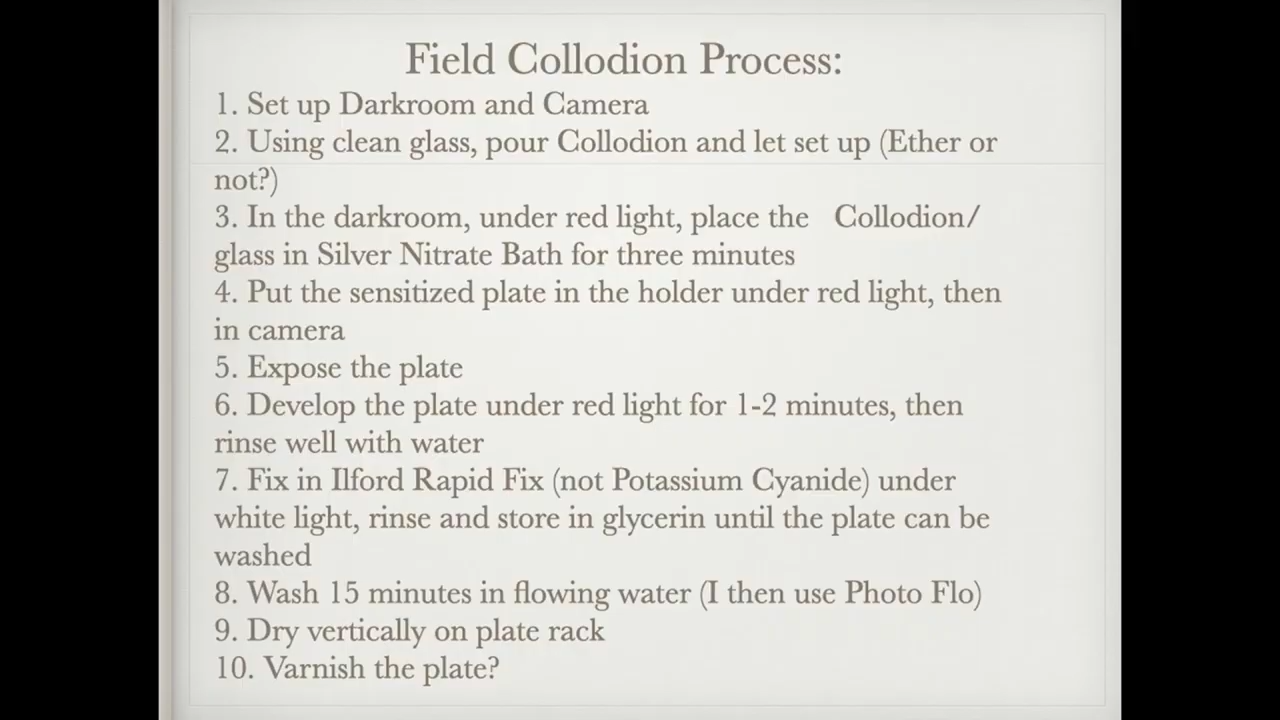 Field Collodion Process:
1. Set up Darkroom and Camera
2. Using clean glass, pour Collodion and let set up (Ether or
not?)
3. In the darkroom, under red light, place the   Collodion/
glass in Silver Nitrate Bath for three minutes
4. Put the sensitized plate in the holder under red light, then
in camera
5. Expose the plate
6. Develop the plate under red light for 1-2 minutes, then
rinse well with water
7. Fix in Ilford Rapid Fix (not Potassium Cyanide) under
white light, rinse and store in glycerin until the plate can be
washed
8. Wash 15 minutes in flowing water (I then use Photo Flo)
9. Dry vertically on plate rack
10. Varnish the plate?